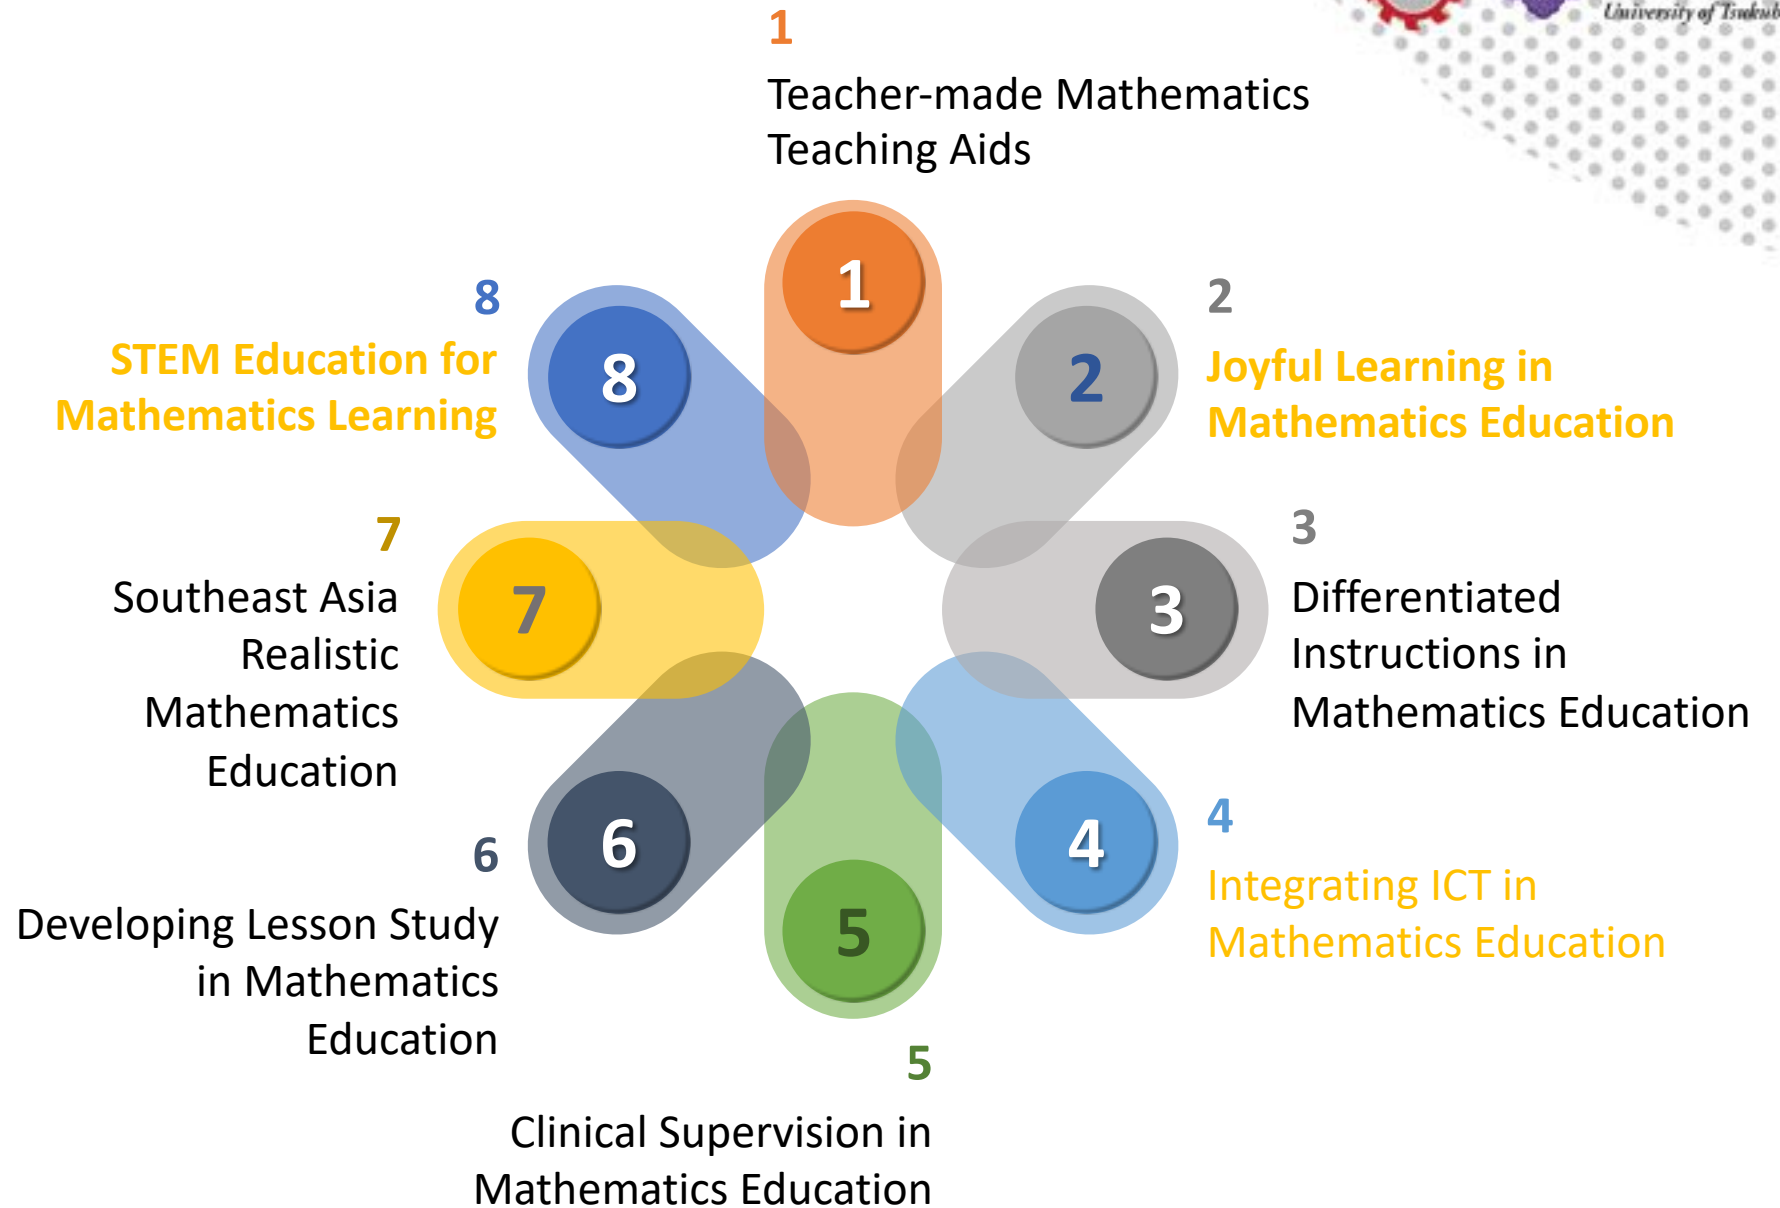 University of Tsukub
1
Teacher-made Mathematics
Teaching Aids
1
2
Joyful Learning in
Mathematics Education
2
3
Differentiated
Instructions in
Mathematics Education
3
4
Integrating ICT in
Mathematics Education
4
5
5
Clinical Supervision in
Mathematics Education
6
6
Developing Lesson Study
in Mathematics
Education
7
7
Southeast Asia
Realistic
Mathematics
Education
8
8
STEM Education for
Mathematics Learning